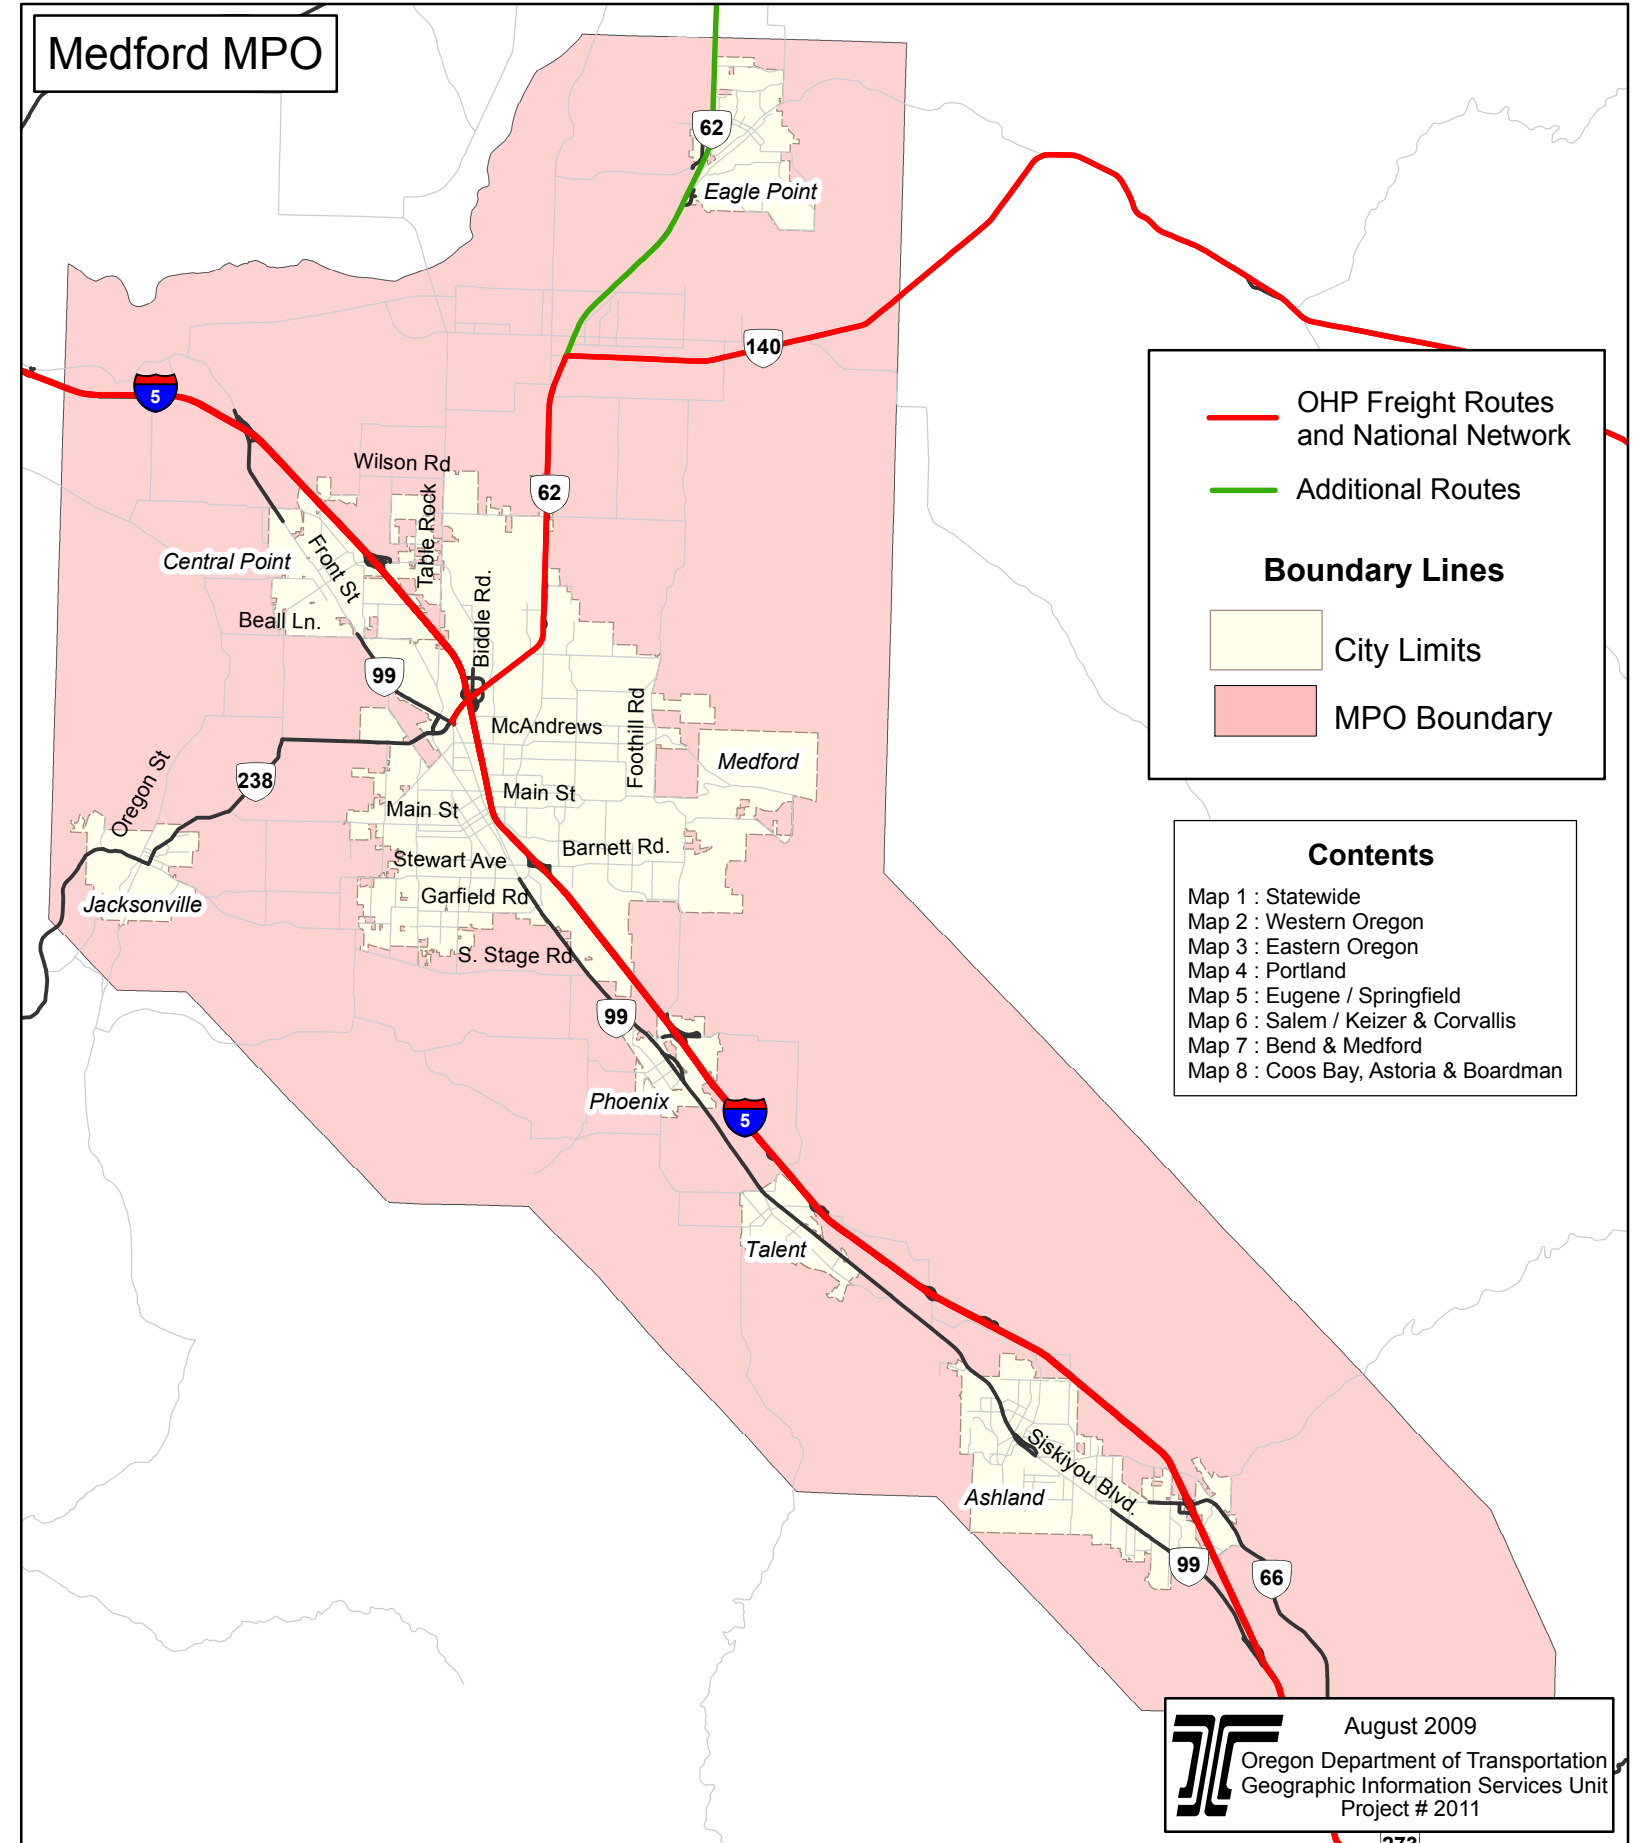 Medford MPO
62
Eagle Point
140
5
OHP Freight Routes
and National Network
Additional Routes
Boundary Lines
City Limits
MPO Boundary
Wilson Rd
Table Rock
62
Central Point
Front St
Biddle Rd.
Beall Ln.
99
McAndrews
Foothill Rd
Medford
238
Oregon St
Main St
Main St
Barnett Rd.
Stewart Ave
Garfield Rd
Jacksonville
S. Stage Rd
99
Phoenix
5
Talent
Contents
Map 1 : Statewide
Map 2 : Western Oregon
Map 3 : Eastern Oregon
Map 4 : Portland
Map 5 : Eugene / Springfield
Map 6 : Salem / Keizer & Corvallis
Map 7 : Bend & Medford
Map 8 : Coos Bay, Astoria & Boardman
Siskiyou Blvd.
Ashland
99
66
August 2009
Oregon Department of Transportation
Geographic Information Services Unit
Project # 2011
273